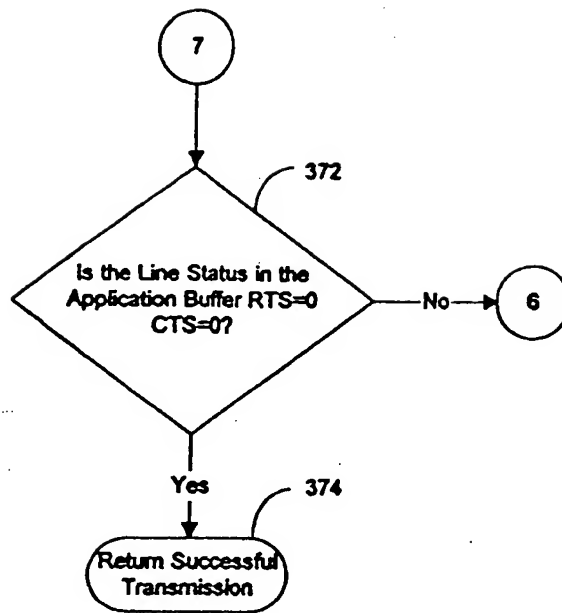 7
372
Is the Line Status in the
Application Buffer RTS=0
CTS=0?
No
6
Yes
374
Return Successful
Transmission